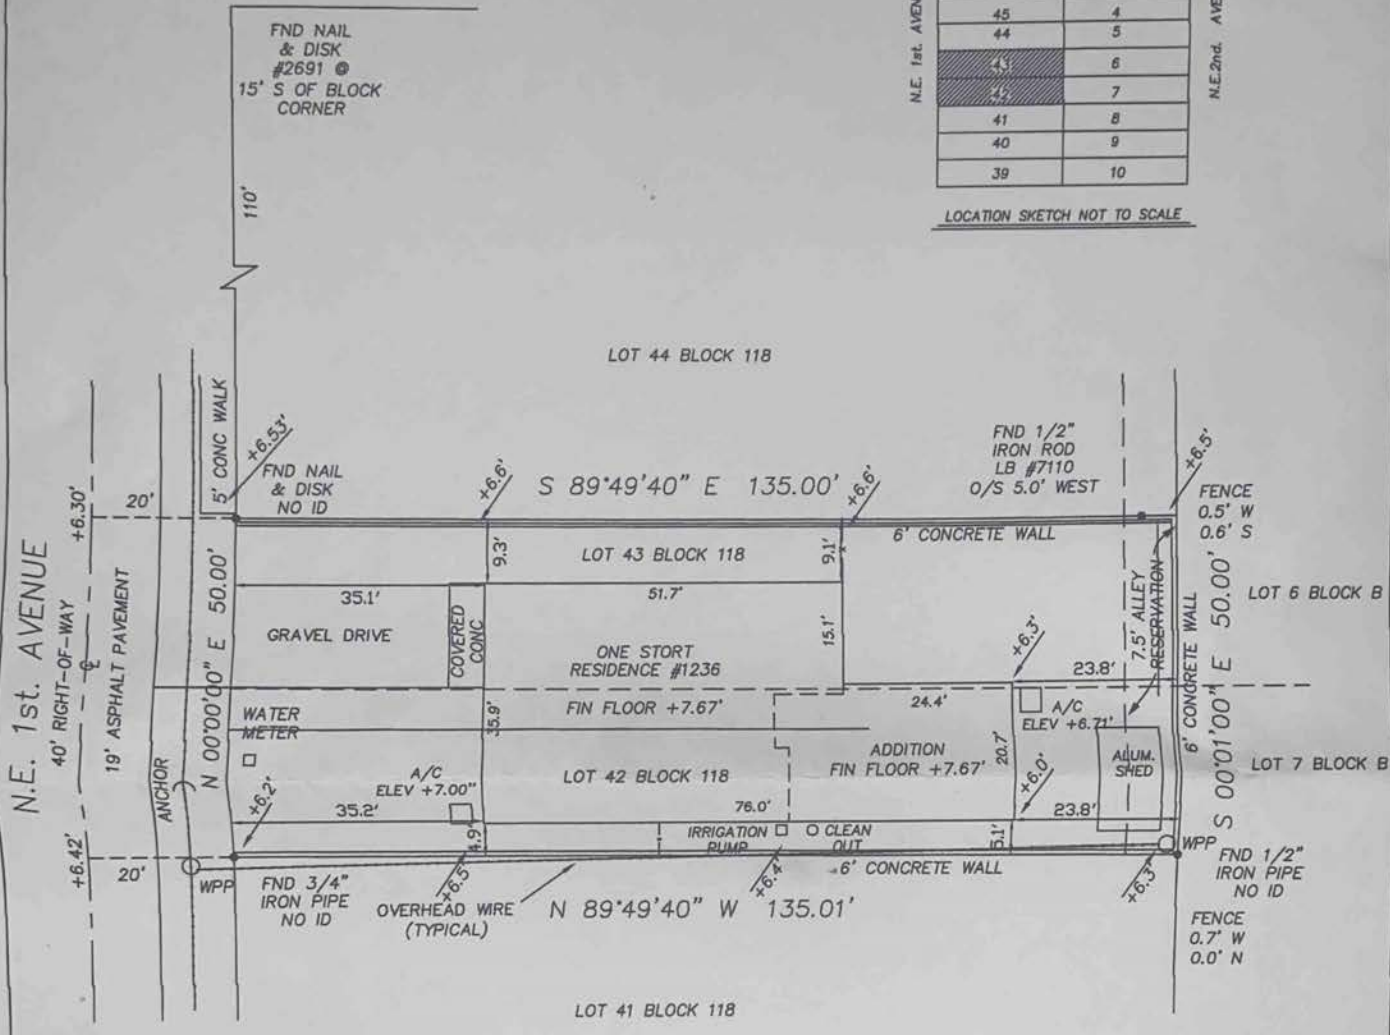 FND NAIL
& DISK
#2691 @
15' S OF BLOCK
CORNER
110'
N.E. 1st. AVEN
N.E.2nd. AVE
45 4
44 5
43 6
42 7
41 8
40 9
39 10
LOCATION SKETCH NOT TO SCALE
LOT 44 BLOCK 118
5' CONC WALK
+6.53'
FND NAIL
& DISK
NO ID
+6.6'
S 89°49'40" E 135.00'
+6.6'
FND 1/2"
IRON ROD
LB #7110
O/S 5.0' WEST
+6.5'
FENCE
0.5' W
0.6' S
N.E. 1st. AVENUE
40' RIGHT-OF-WAY
+6.30'
20'
19' ASPHALT PAVEMENT
N 00°00'00" E 50.00'
9.3'
LOT 43 BLOCK 118
9.1'
6' CONCRETE WALL
35.1'
51.7'
GRAVEL DRIVE
COVERED
CONC
ONE STORT
RESIDENCE #1236
15.1'
+6.3'
23.8'
7.5' ALLEY
RESERVATION
6' CONCRETE WALL
S 00°01'00" E 50.00'
LOT 6 BLOCK B
WATER
METER
35.9'
FIN FLOOR +7.67'
24.4'
A/C
ELEV +6.71'
ANCHOR
A/C
ELEV +7.00"
LOT 42 BLOCK 118
ADDITION
FIN FLOOR +7.67'
20.7'
+6.0'
ALUM.
SHED
LOT 7 BLOCK B
+6.2'
35.2'
76.0'
23.8'
4.9'
IRRIGATION
PUMP
CLEAN
OUT
5.1'
+6.42'
20'
WPP
FND 3/4"
IRON PIPE
NO ID
+6.5'
OVERHEAD WIRE
(TYPICAL)
+6.4'
6' CONCRETE WALL
N 89°49'40" W 135.01'
+6.3'
WPP
FND 1/2"
IRON PIPE
NO ID
FENCE
0.7' W
0.0' N
LOT 41 BLOCK 118